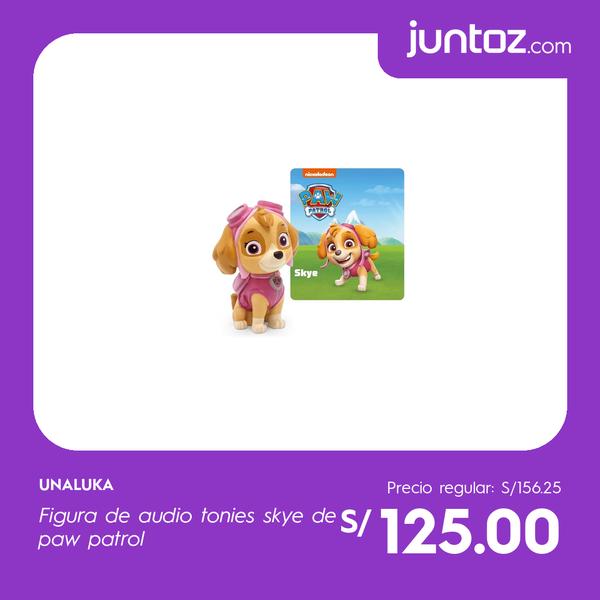 juntoz.com
nickelodeon
PAW
PATROL
Skye
UNALUKA
Precio regular: S/156.25
Figura de audio tonies skye de
paw patrol
S/125.00